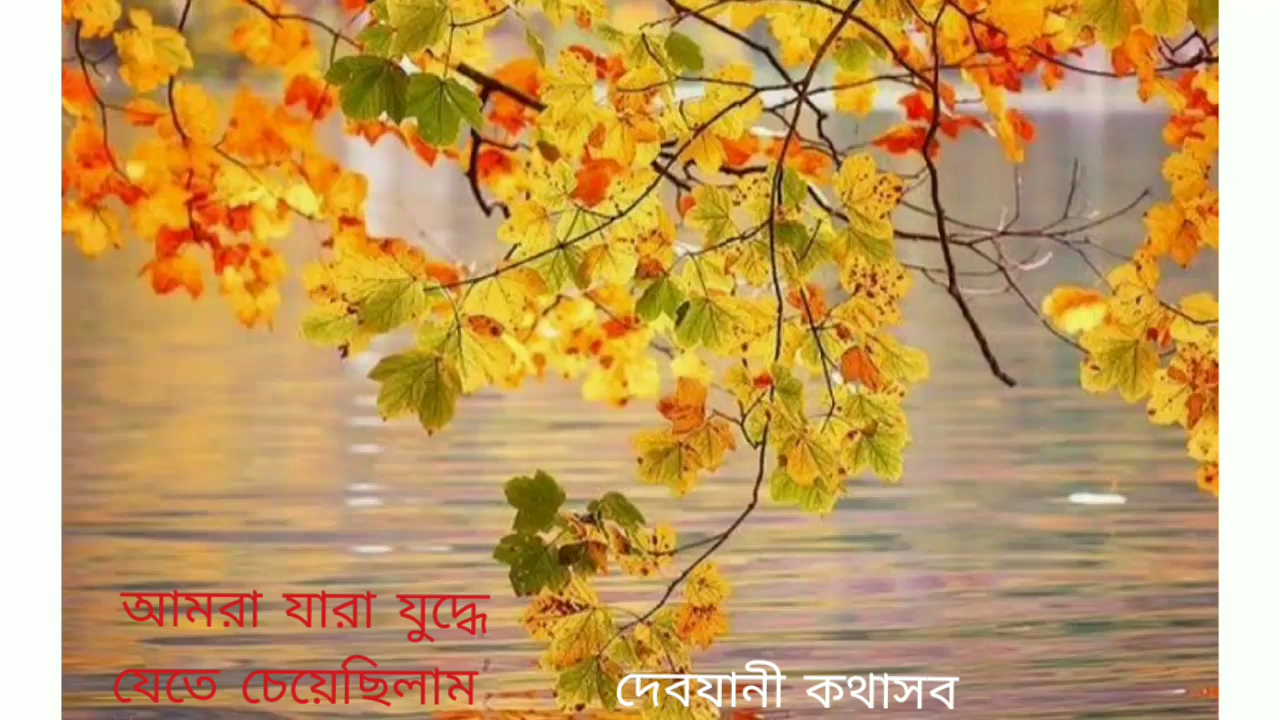 আমরা যারা যুদ্ধে
যেতে চেয়েছিলাম
দেবযানী কথাসব